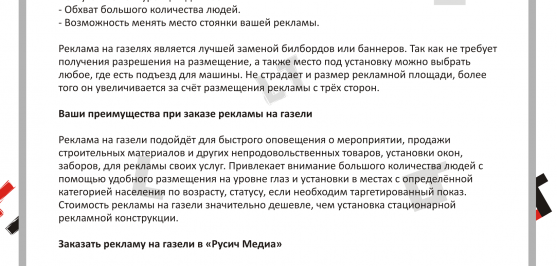 - Обхват большого количества людей.
- Возможность менять место стоянки вашей рекламы.
Реклама на газелях является лучшей заменой билбордов или баннеров. Так как не требует
получения разрешения на размещение, а также место под установку можно выбрать
любое, где есть подъезд для машины. Не страдает и размер рекламной площади, более
того он увеличивается за счёт размещения рекламы с трёх сторон.
Ваши преимущества при заказе рекламы на газели
Реклама на газели подойдёт для быстрого оповещения о мероприятии, продажи
строительных материалов и других непродовольственных товаров, установки окон,
заборов, для рекламы своих услуг. Привлекает внимание большого количества людей с
помощью удобного размещения на уровне глаз и установки в местах с определённой
категорией населения по возрасту, статусу, если необходим таргетированный показ.
Стоимость рекламы на газели значительно дешевле, чем установка стационарной
рекламной конструкции.
Заказать рекламу на газели в «Русич Медиа»